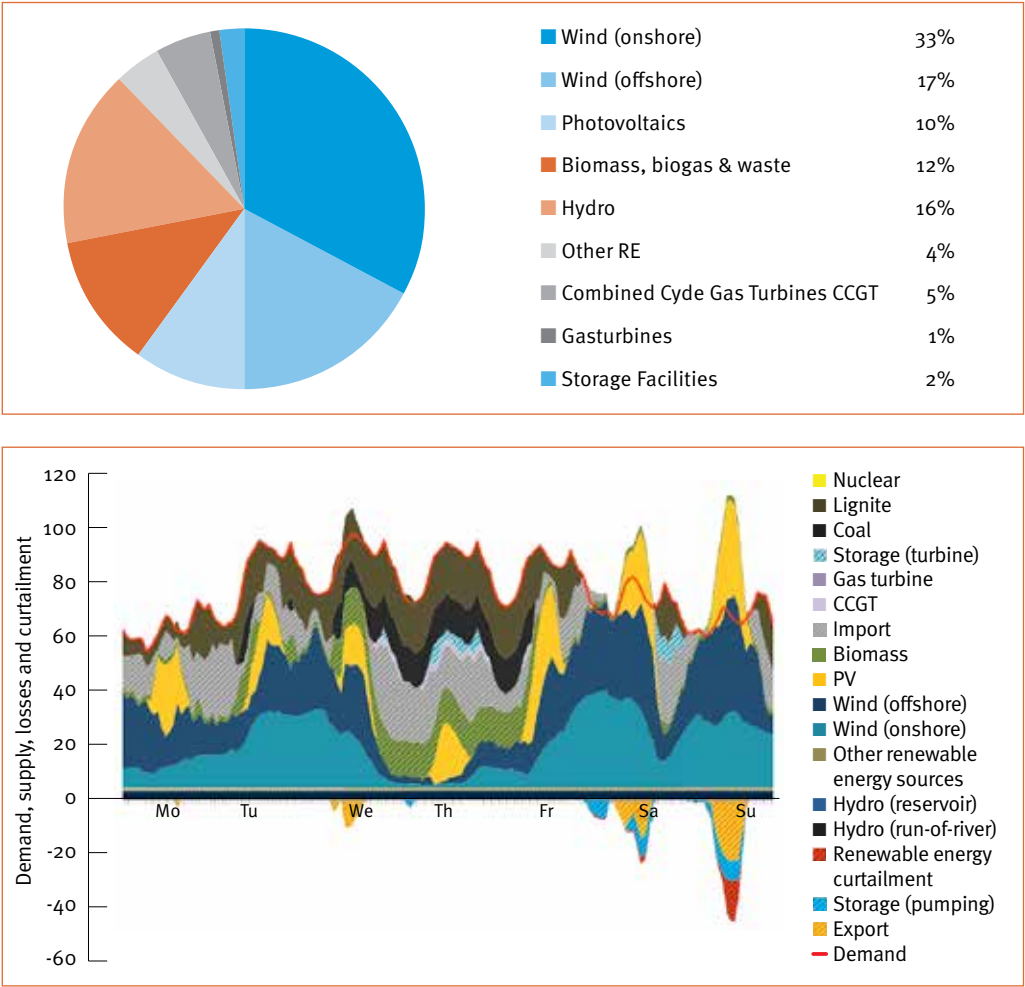 Wind (onshore) 33%
Wind (offshore) 17%
Photovoltaics 10%
Biomass, biogas & waste 12%
Hydro 16%
Other RE 4%
Combined Cyde Gas Turbines CCGT 5%
Gasturbines 1%
Storage Facilities 2%
Demand, supply, losses and curtailment
120
100
80
60
40
20
0
-20
-40
-60
Mo Tu We Th Fr Sa Su
Nuclear
Lignite
Coal
Storage (turbine)
Gas turbine
CCGT
Import
Biomass
PV
Wind (offshore)
Wind (onshore)
Other renewable
energy sources
Hydro (reservoir)
Hydro (run-of-river)
Renewable energy
curtailment
Storage (pumping)
Export
Demand